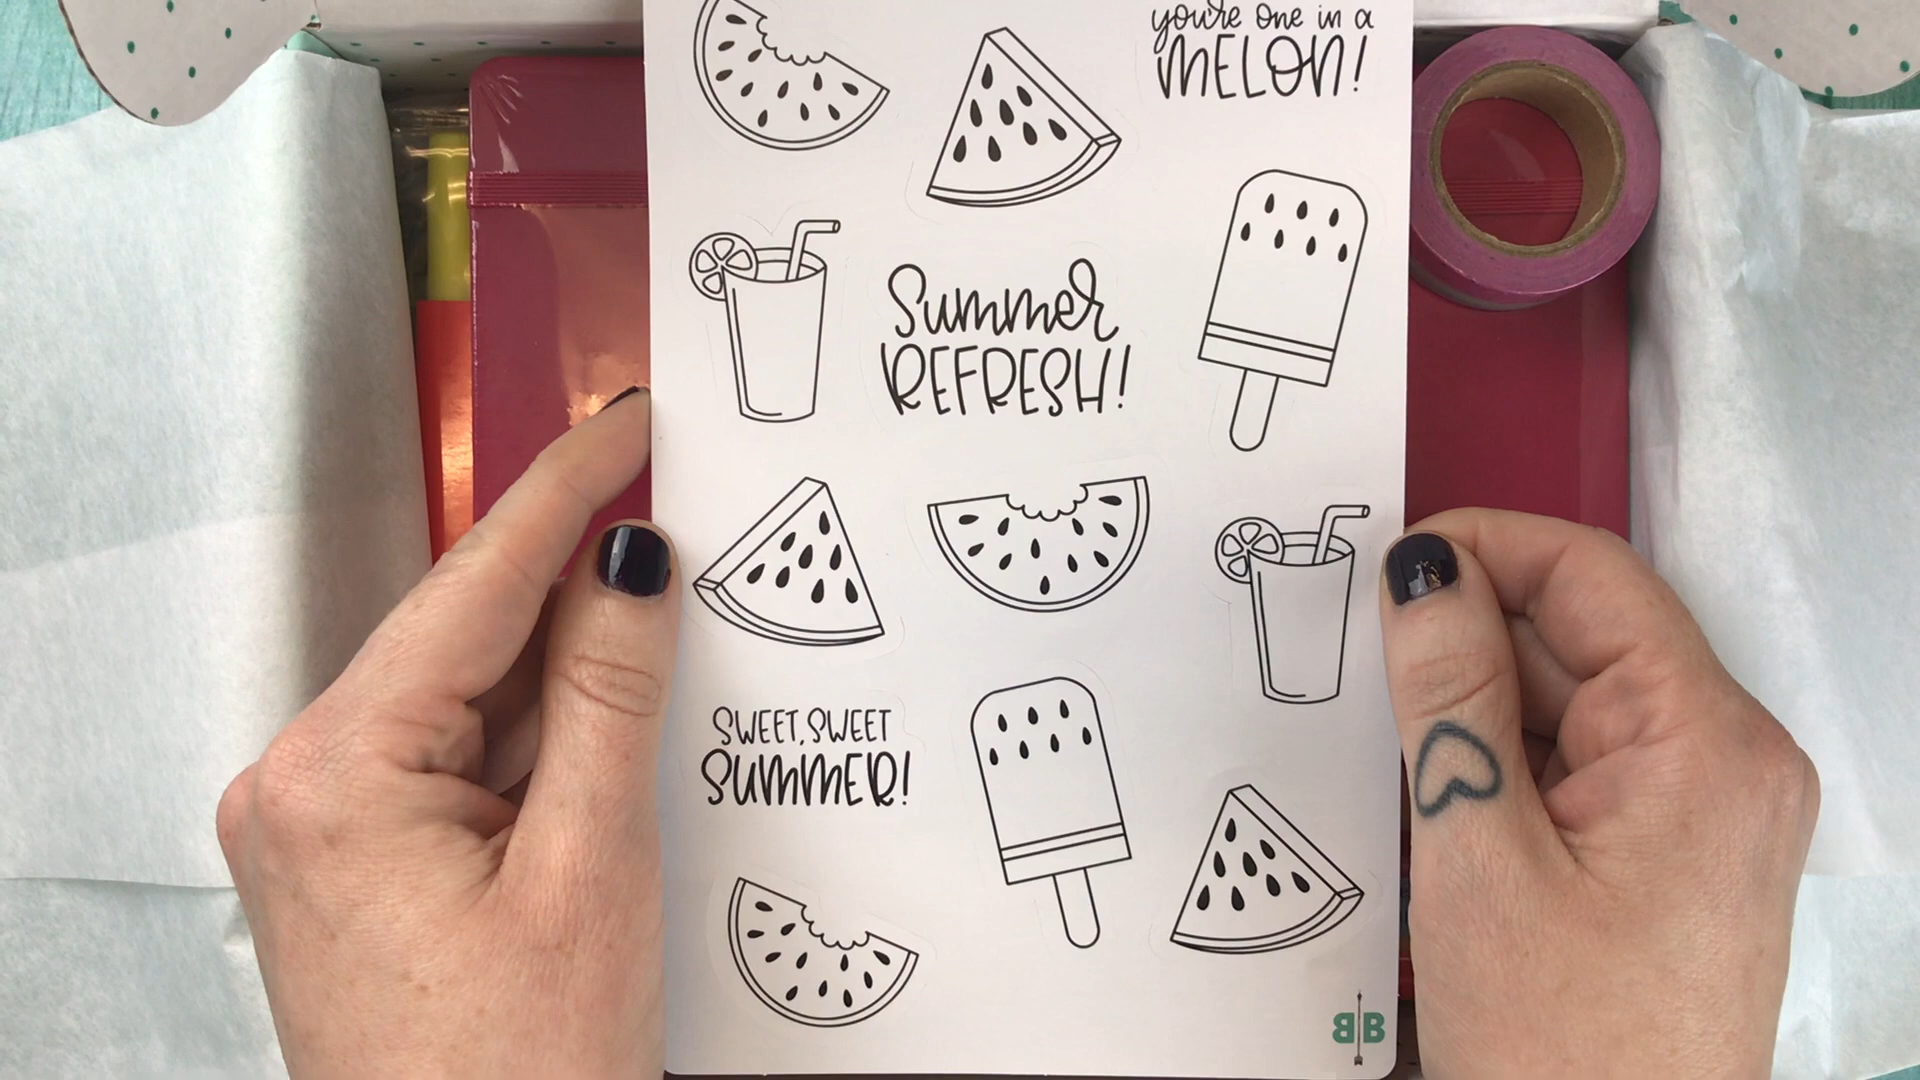 you're one in a
MELON!
Summer
REFRESH!
SWEET, SWEET
SUMMER!
BB